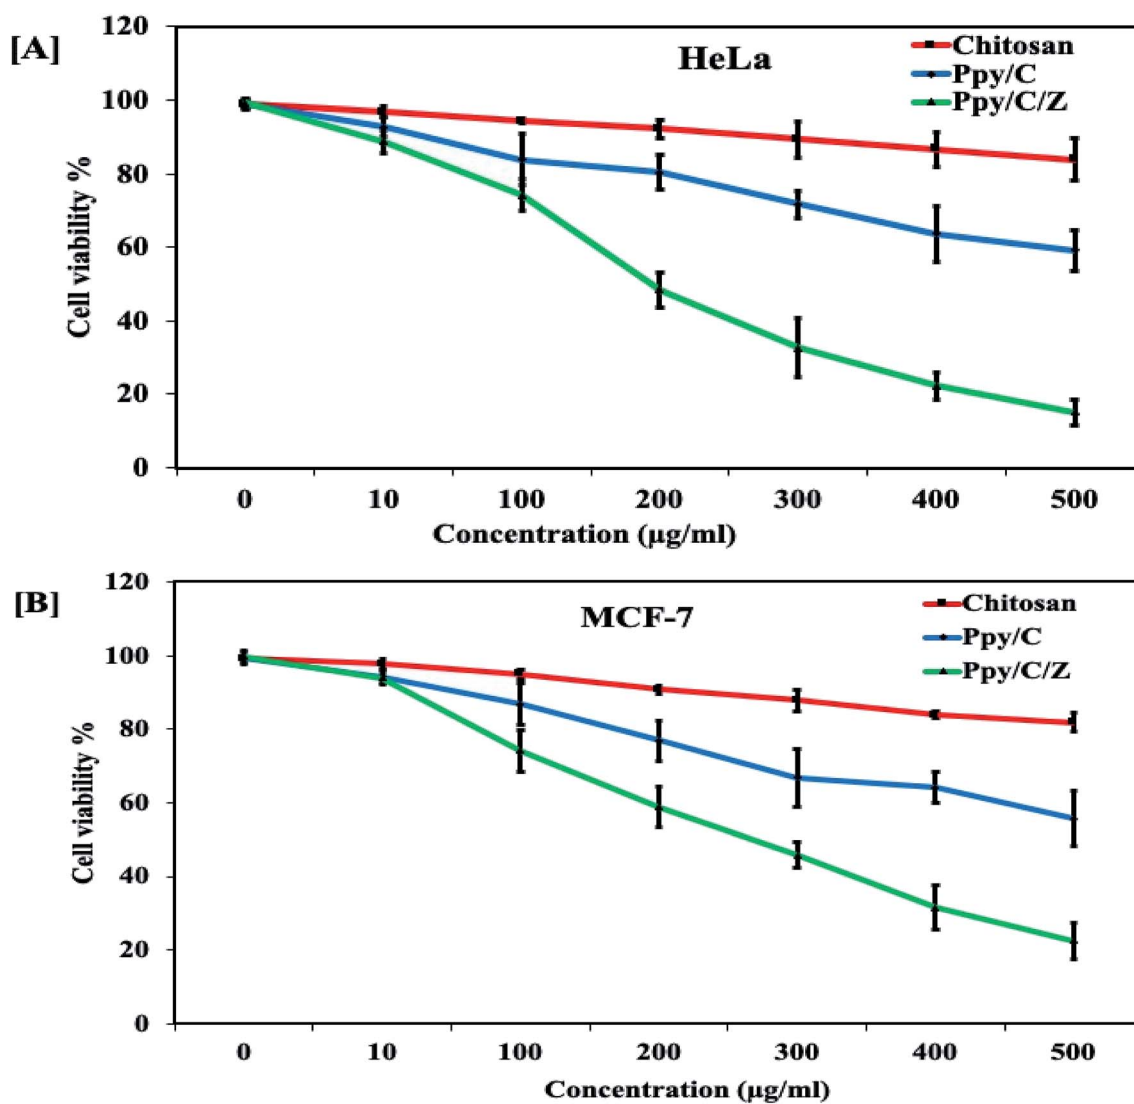 [A]
HeLa
Chitosan
Ppy/C
Ppy/C/Z
Cell viability %
120
100
80
60
40
20
0
0 10 100 200 300 400 500
Concentration (µg/ml)
[B]
MCF-7
Chitosan
Ppy/C
Ppy/C/Z
Cell viability %
120
100
80
60
40
20
0
0 10 100 200 300 400 500
Concentration (µg/ml)